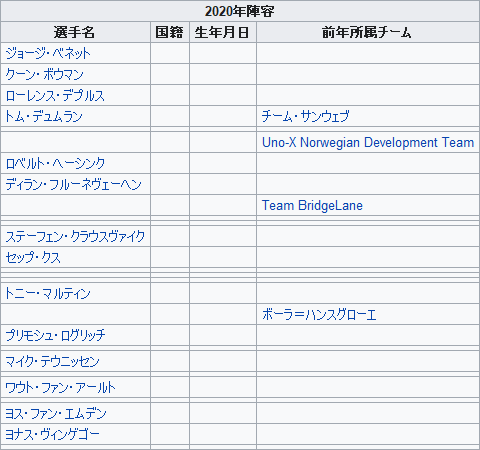 2020年陣容
選手名 国籍 生年月日 前年所属チーム
ジョージ・ベネット
クーン・ボウマン
ローレンス・デプルス
トム・デュムラン チーム・サンウェブ
Uno-X Norwegian Development Team
ロベルト・ヘーシンク
ディラン・フルーネヴェーヘン
Team BridgeLane
ステーフェン・クラウスヴァイク
セップ・クス
トニー・マルティン
ボーラ＝ハンスグローエ
プリモシュ・ログリッチ
マイク・テウニッセン
ワウト・ファン・アールト
ヨス・ファン・エムデン
ヨナス・ヴィンゲゴー